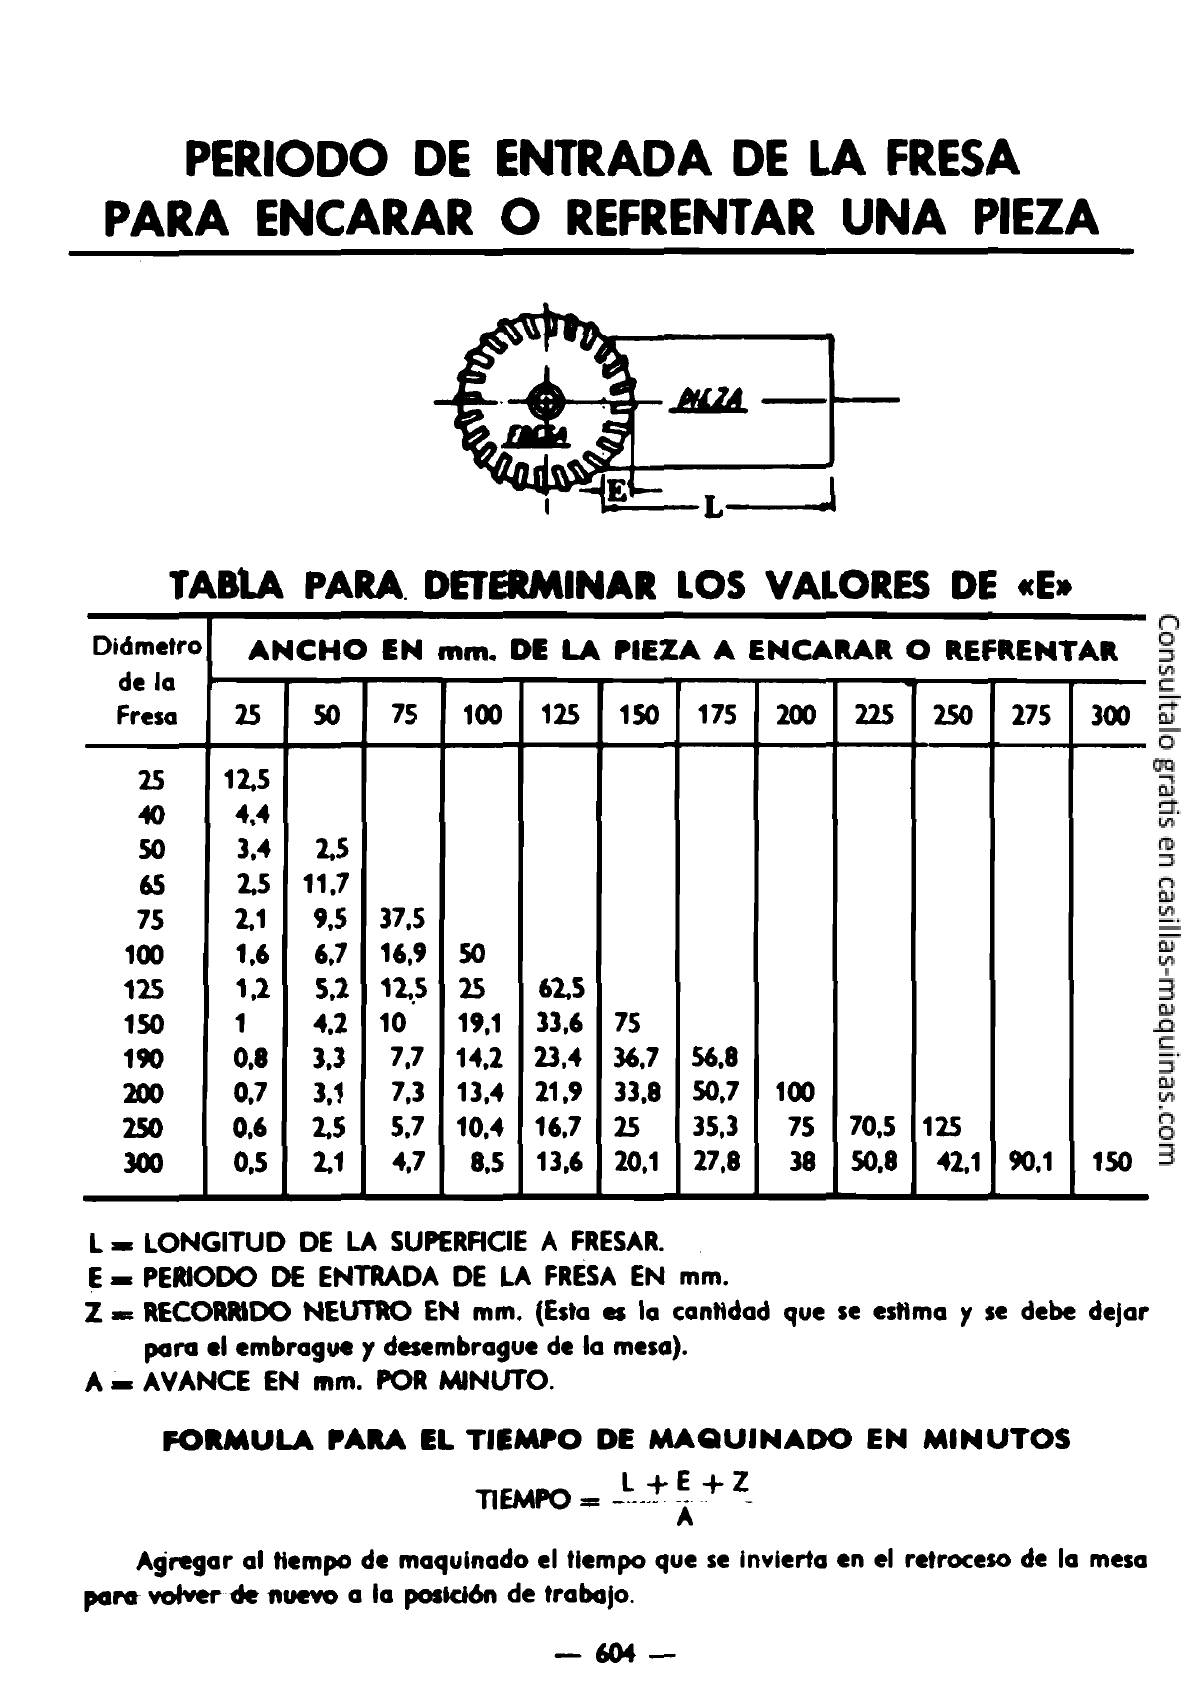 PERIODO DE ENTRADA DE LA FRESA
PARA ENCARAR O REFRENTAR UNA PIEZA
PIEZA
FRESA
E
L
TABLA PARA DETERMINAR LOS VALORES DE «E»
Diámetro de la Fresa | ANCHO EN mm. DE LA PIEZA A ENCARAR O REFRENTAR
25 50 75 100 125 150 175 200 225 250 275 300
25 12,5
40 4,4
50 3,4 2,5
65 2,5 11,7
75 2,1 9,5 37,5
100 1,6 6,7 16,9 50
125 1,2 5,2 12,5 25 62,5
150 1 4,2 10 19,1 33,6 75
190 0,8 3,3 7,7 14,2 23,4 36,7 56,8
200 0,7 3,1 7,3 13,4 21,9 33,8 50,7 100
250 0,6 2,5 5,7 10,4 16,7 25 35,3 75 70,5 125
300 0,5 2,1 4,7 8,5 13,6 20,1 27,8 38 50,8 42,1 90,1 150
L = LONGITUD DE LA SUPERFICIE A FRESAR.
E = PERIODO DE ENTRADA DE LA FRESA EN mm.
Z = RECORRIDO NEUTRO EN mm. (Esta es la cantidad que se estima y se debe dejar
para el embrague y desembrague de la mesa).
A = AVANCE EN mm. POR MINUTO.
FORMULA PARA EL TIEMPO DE MAQUINADO EN MINUTOS
L + E + Z
TIEMPO =
A
Agregar al tiempo de maquinado el tiempo que se invierta en el retroceso de la mesa
para volver de nuevo a la posición de trabajo.
— 604 —
Consultalo gratis en casillas-maquinas.com